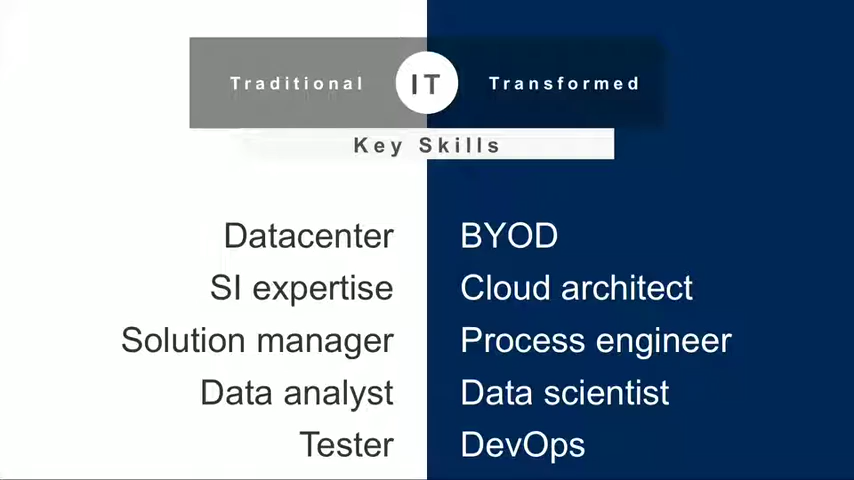 Traditional IT Transformed
Key Skills
Datacenter BYOD
SI expertise Cloud architect
Solution manager Process engineer
Data analyst Data scientist
Tester DevOps